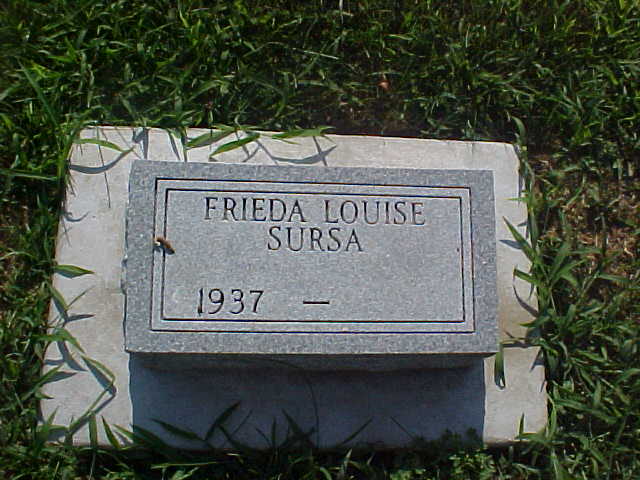 FRIEDA LOUISE
SURSA
1937 —